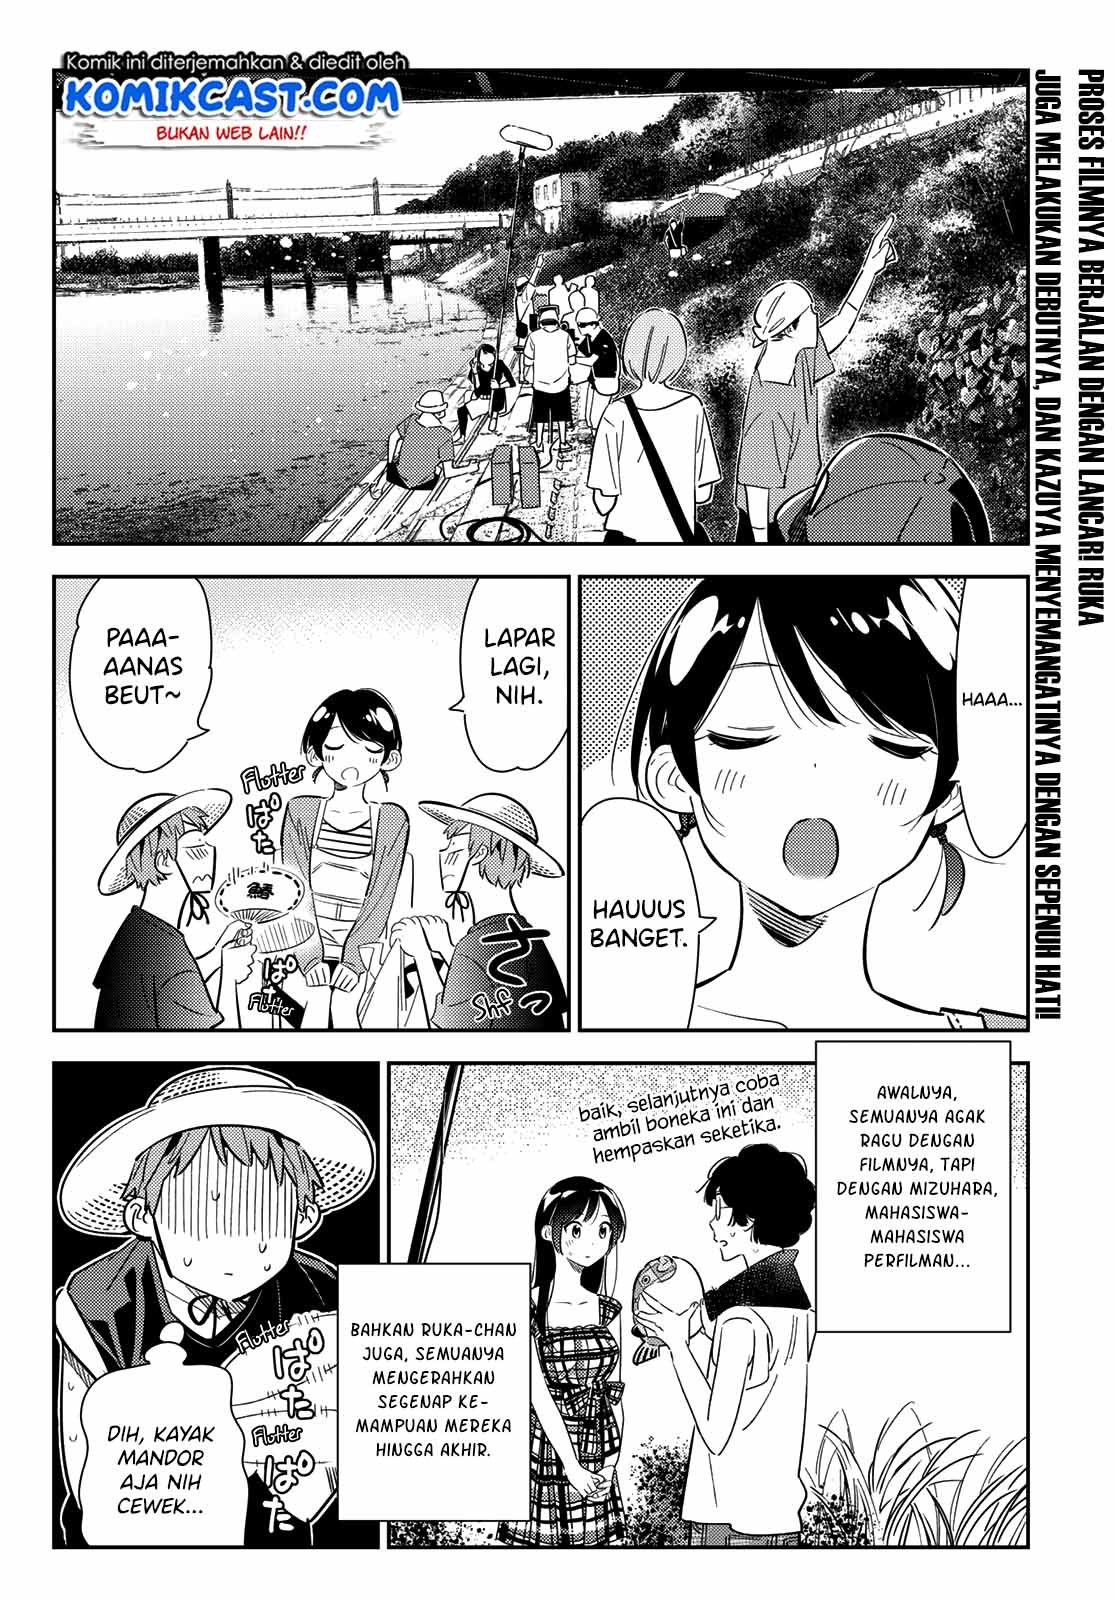 Komik ini diterjemahkan & diedit oleh
KOMIKCAST.COM
BUKAN WEB LAIN!!
PROSES FILMNYA BERJALAN DENGAN LANCAR! RUKA
JUGA MELAKUKAN DEBUTNYA, DAN KAZUYA MENYEMANGATINYA DENGAN SEPENUH HATI!
HAAA...
HAUUUS
BANGET.
LAPAR
LAGI,
NIH.
PAAA-
AANAS
BEUT~
Flutter
ぱた
鱚
ぱた
Flutter
さっ
Shf
AWALNYA,
SEMUANYA AGAK
RAGU DENGAN
FILMNYA, TAPI
DENGAN MIZUHARA,
MAHASISWA-
MAHASISWA
PERFILMAN...
baik, selanjutnya coba
ambil boneka ini dan
hempaskan seketika.
BAHKAN RUKA-CHAN
JUGA, SEMUANYA
MENGERAHKAN
SEGENAP KE-
MAMPUAN MEREKA
HINGGA AKHIR.
Flutter
ぱた
Flutter
ぱた
DIH, KAYAK
MANDOR
AJA NIH
CEWEK...